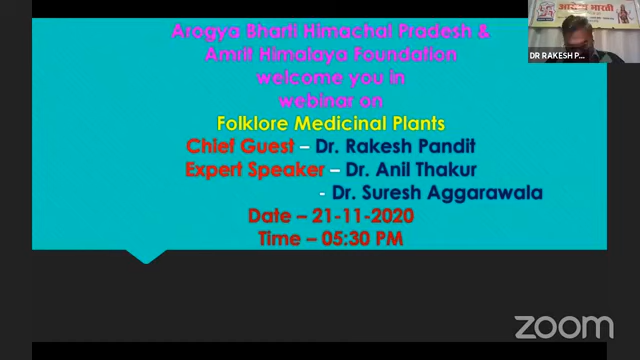 Arogya Bharti Himachal Pradesh &
Amrit Himalaya Foundation
welcome you in
webinar on
Folklore Medicinal Plants
Chief Guest – Dr. Rakesh Pandit
Expert Speaker – Dr. Anil Thakur
- Dr. Suresh Aggarawala
Date – 21-11-2020
Time – 05:30 PM
आरोग्य भारती
DR RAKESH P...
zoom